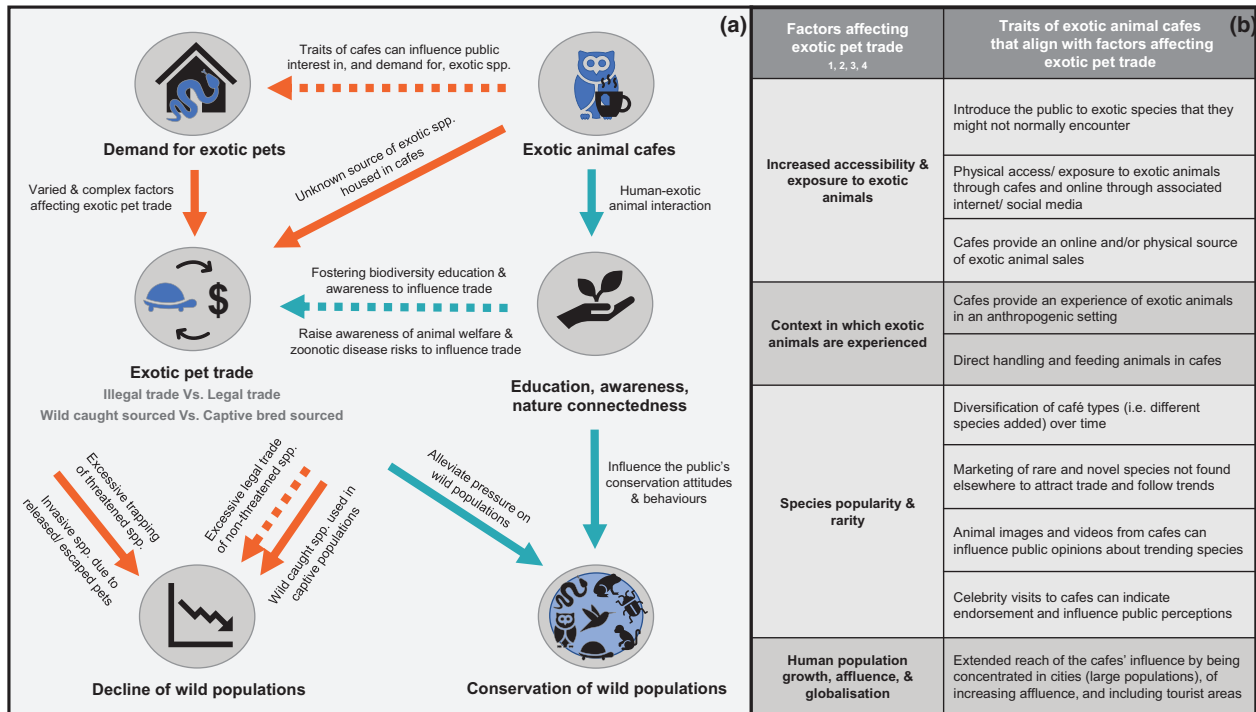 (a)
Traits of cafes can influence public
interest in, and demand for, exotic spp.
Demand for exotic pets
Exotic animal cafes
Unknown source of exotic spp.
housed in cafes
Varied & complex factors
affecting exotic pet trade
Human-exotic
animal interaction
Fostering biodiversity education &
awareness to influence trade
$
Raise awareness of animal welfare &
zoonotic disease risks to influence trade
Exotic pet trade
Illegal trade Vs. Legal trade
Wild caught sourced Vs. Captive bred sourced
Education, awareness,
nature connectedness
Excessive trapping
of threatened spp.
Invasive spp. due to
released/ escaped pets
Excessive legal trade
of non-threatened spp.
Wild caught spp. used in
captive populations
Alleviate pressure on
wild populations
Influence the public's
conservation attitudes
& behaviours
Decline of wild populations
Conservation of wild populations
(b)
Factors affecting
exotic pet trade
1, 2, 3, 4
Traits of exotic animal cafes
that align with factors affecting
exotic pet trade
Increased accessibility &
exposure to exotic
animals
Introduce the public to exotic species that they
might not normally encounter
Physical access/ exposure to exotic animals
through cafes and online through associated
internet/ social media
Cafes provide an online and/or physical source
of exotic animal sales
Context in which exotic
animals are experienced
Cafes provide an experience of exotic animals
in an anthropogenic setting
Direct handling and feeding animals in cafes
Species popularity &
rarity
Diversification of café types (i.e. different
species added) over time
Marketing of rare and novel species not found
elsewhere to attract trade and follow trends
Animal images and videos from cafes can
influence public opinions about trending species
Celebrity visits to cafes can indicate
endorsement and influence public perceptions
Human population
growth, affluence, &
globalisation
Extended reach of the cafes' influence by being
concentrated in cities (large populations), of
increasing affluence, and including tourist areas